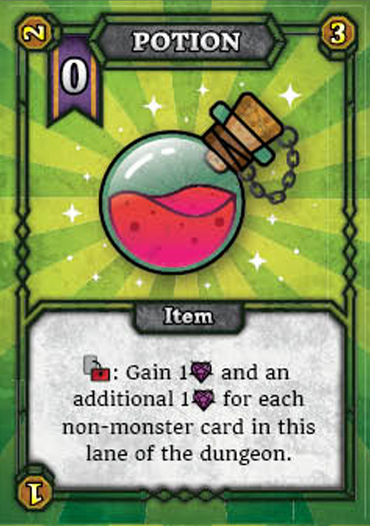 2
POTION
3
0
Item
: Gain 1 and an
additional 1 for each
non-monster card in this
lane of the dungeon.
1